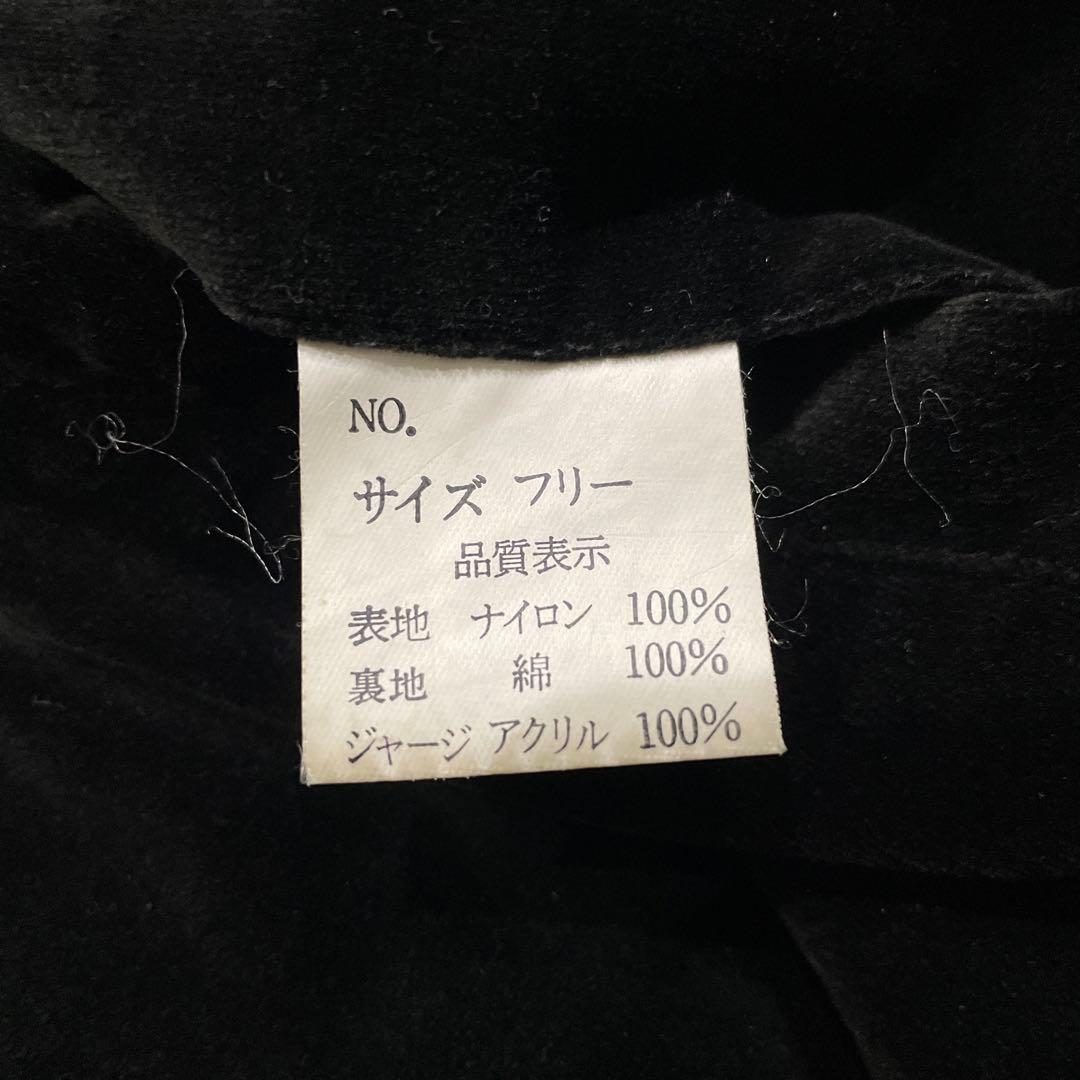 NO.
サイズ フリー
品質表示
表地 ナイロン 100%
裏地 綿 100%
ジャージ アクリル 100%